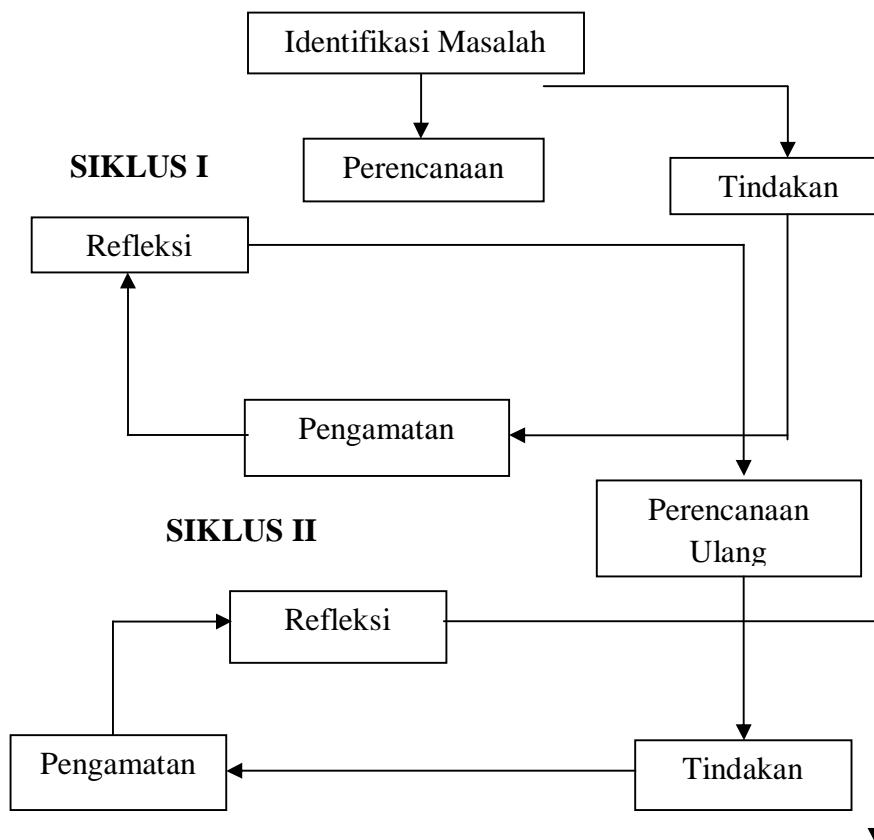 Identifikasi Masalah
SIKLUS I
Perencanaan
Tindakan
Refleksi
Pengamatan
SIKLUS II
Perencanaan
Ulang
Refleksi
Pengamatan
Tindakan